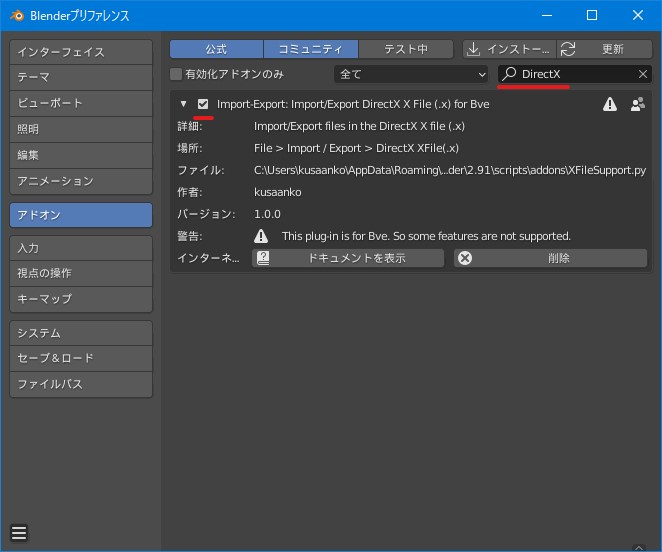 Blenderプリファレンス
インターフェイス
テーマ
ビューポート
照明
編集
アニメーション
アドオン
入力
視点の操作
キーマップ
システム
セーブ＆ロード
ファイルパス
公式 コミュニティ テスト中 インストー... 更新
有効化アドオンのみ 全て DirectX
Import-Export: Import/Export DirectX X File (.x) for Bve
詳細: Import/Export files in the DirectX X file (.x)
場所: File > Import / Export > DirectX XFile(.x)
ファイル: C:\Users\kusaanko\AppData\Roaming\...der\2.91\scripts\addons\XFileSupport.py
作者: kusaanko
バージョン: 1.0.0
警告: This plug-in is for Bve. So some features are not supported.
インターネ... ドキュメントを表示 削除